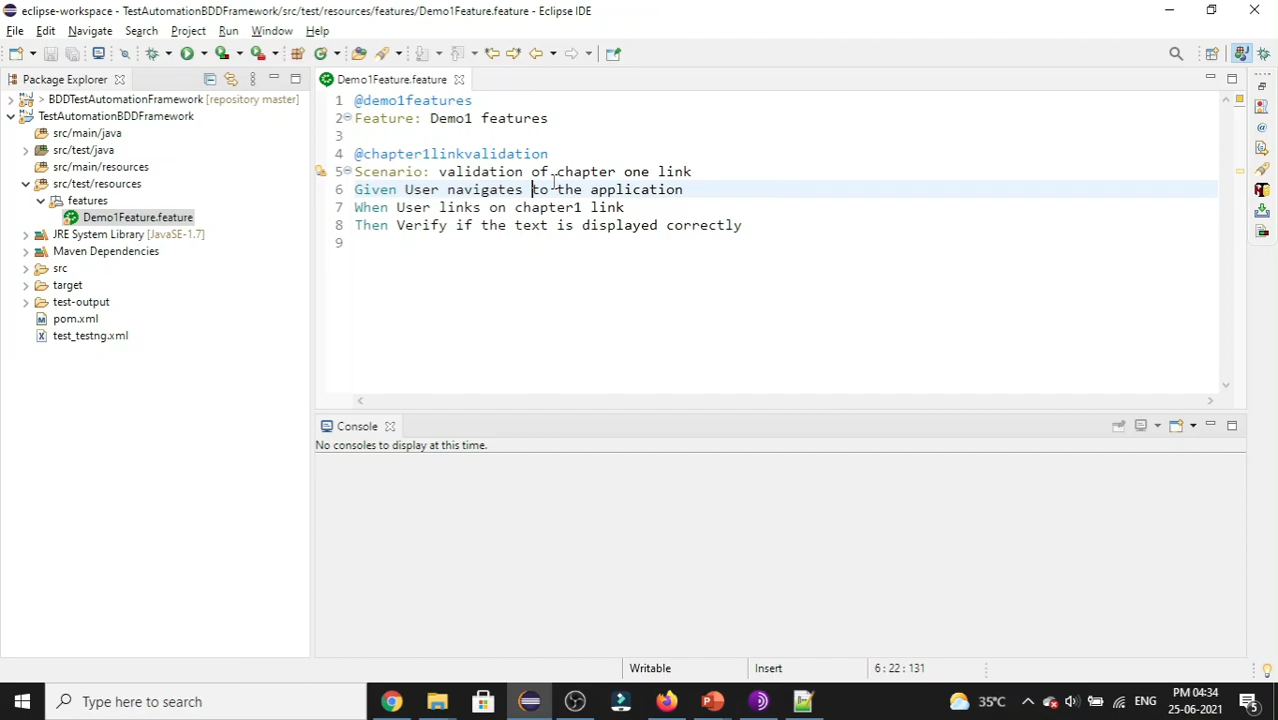 eclipse-workspace - TestAutomationBDDFramework/src/test/resources/features/Demo1Feature.feature - Eclipse IDE
File Edit Navigate Search Project Run Window Help
Package Explorer
Demo1Feature.feature
> BDDTestAutomationFramework [repository master]
TestAutomationBDDFramework
src/main/java
src/test/java
src/main/resources
src/test/resources
features
Demo1Feature.feature
JRE System Library [JavaSE-1.7]
Maven Dependencies
src
target
test-output
pom.xml
test_testng.xml
1 @demo1features
2 Feature: Demo1 features
3
4 @chapter1linkvalidation
5 Scenario: validation of chapter one link
6 Given User navigates to the application
7 When User links on chapter1 link
8 Then Verify if the text is displayed correctly
9
Console
No consoles to display at this time.
Writable Insert 6 : 22 : 131
Type here to search
35°C ENG PM 04:34
25-06-2021 5